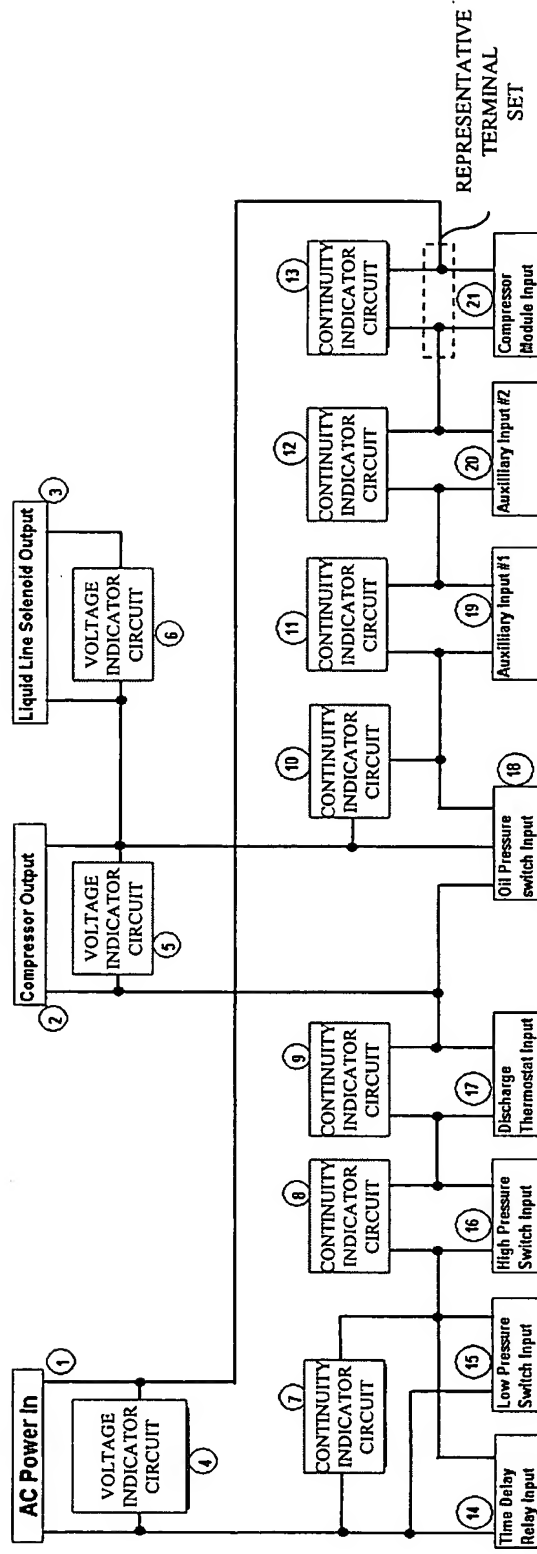 AC Power In
1
VOLTAGE
INDICATOR
CIRCUIT
4
Compressor Output
2
VOLTAGE
INDICATOR
CIRCUIT
5
Liquid Line Solenoid Output
3
VOLTAGE
INDICATOR
CIRCUIT
6
CONTINUITY
INDICATOR
CIRCUIT
7
CONTINUITY
INDICATOR
CIRCUIT
8
CONTINUITY
INDICATOR
CIRCUIT
9
CONTINUITY
INDICATOR
CIRCUIT
10
CONTINUITY
INDICATOR
CIRCUIT
11
CONTINUITY
INDICATOR
CIRCUIT
12
CONTINUITY
INDICATOR
CIRCUIT
13
REPRESENTATIVE
TERMINAL
SET
14
Time Delay
Relay Input
15
Low Pressure
Switch Input
16
High Pressure
Switch Input
17
Discharge
Thermostat Input
18
Oil Pressure
switch Input
19
Auxilliary Input #1
20
Auxilliary Input #2
21
Compressor
Module Input